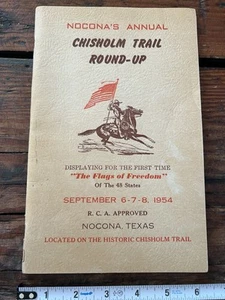 NOCONA'S ANNUAL
CHISHOLM TRAIL
ROUND-UP
DISPLAYING FOR THE FIRST TIME
"The Flags of Freedom"
Of The 48 States
SEPTEMBER 6-7-8, 1954
R. C. A. APPROVED
NOCONA, TEXAS
LOCATED ON THE HISTORIC CHISHOLM TRAIL
1 2 3 4 5 6